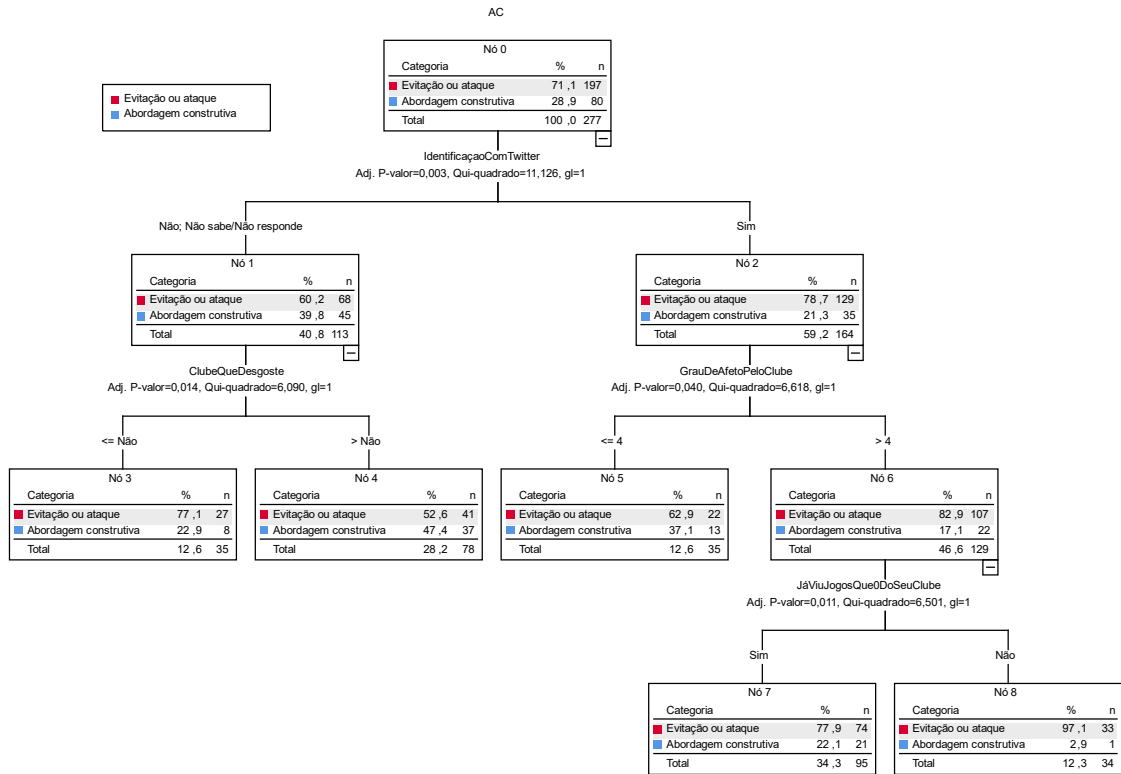 AC
Nó 0
Categoria % n
Evitação ou ataque 71 ,1 197
Abordagem construtiva 28 ,9 80
Total 100 ,0 277
Evitação ou ataque
Abordagem construtiva
IdentificaçaoComTwitter
Adj. P-valor=0,003, Qui-quadrado=11,126, gl=1
Não; Não sabe/Não responde
Sim
Nó 1
Categoria % n
Evitação ou ataque 60 ,2 68
Abordagem construtiva 39 ,8 45
Total 40 ,8 113
Nó 2
Categoria % n
Evitação ou ataque 78 ,7 129
Abordagem construtiva 21 ,3 35
Total 59 ,2 164
ClubeQueDesgoste
Adj. P-valor=0,014, Qui-quadrado=6,090, gl=1
GrauDeAfetoPeloClube
Adj. P-valor=0,040, Qui-quadrado=6,618, gl=1
<= Não
> Não
<= 4
> 4
Nó 3
Categoria % n
Evitação ou ataque 77 ,1 27
Abordagem construtiva 22 ,9 8
Total 12 ,6 35
Nó 4
Categoria % n
Evitação ou ataque 52 ,6 41
Abordagem construtiva 47 ,4 37
Total 28 ,2 78
Nó 5
Categoria % n
Evitação ou ataque 62 ,9 22
Abordagem construtiva 37 ,1 13
Total 12 ,6 35
Nó 6
Categoria % n
Evitação ou ataque 82 ,9 107
Abordagem construtiva 17 ,1 22
Total 46 ,6 129
JáViuJogosQue0DoSeuClube
Adj. P-valor=0,011, Qui-quadrado=6,501, gl=1
Sim
Não
Nó 7
Categoria % n
Evitação ou ataque 77 ,9 74
Abordagem construtiva 22 ,1 21
Total 34 ,3 95
Nó 8
Categoria % n
Evitação ou ataque 97 ,1 33
Abordagem construtiva 2,9 1
Total 12 ,3 34